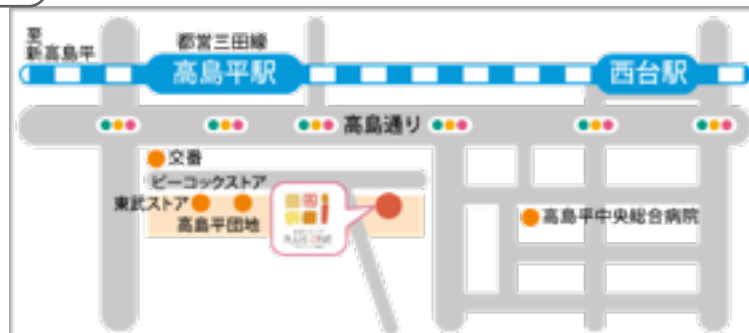 至
新高島平
都営三田線
高島平駅
西台駅
高島通り
交番
ピーコックストア
東武ストア
高島平団地
高島平中央総合病院
PLUS ONE